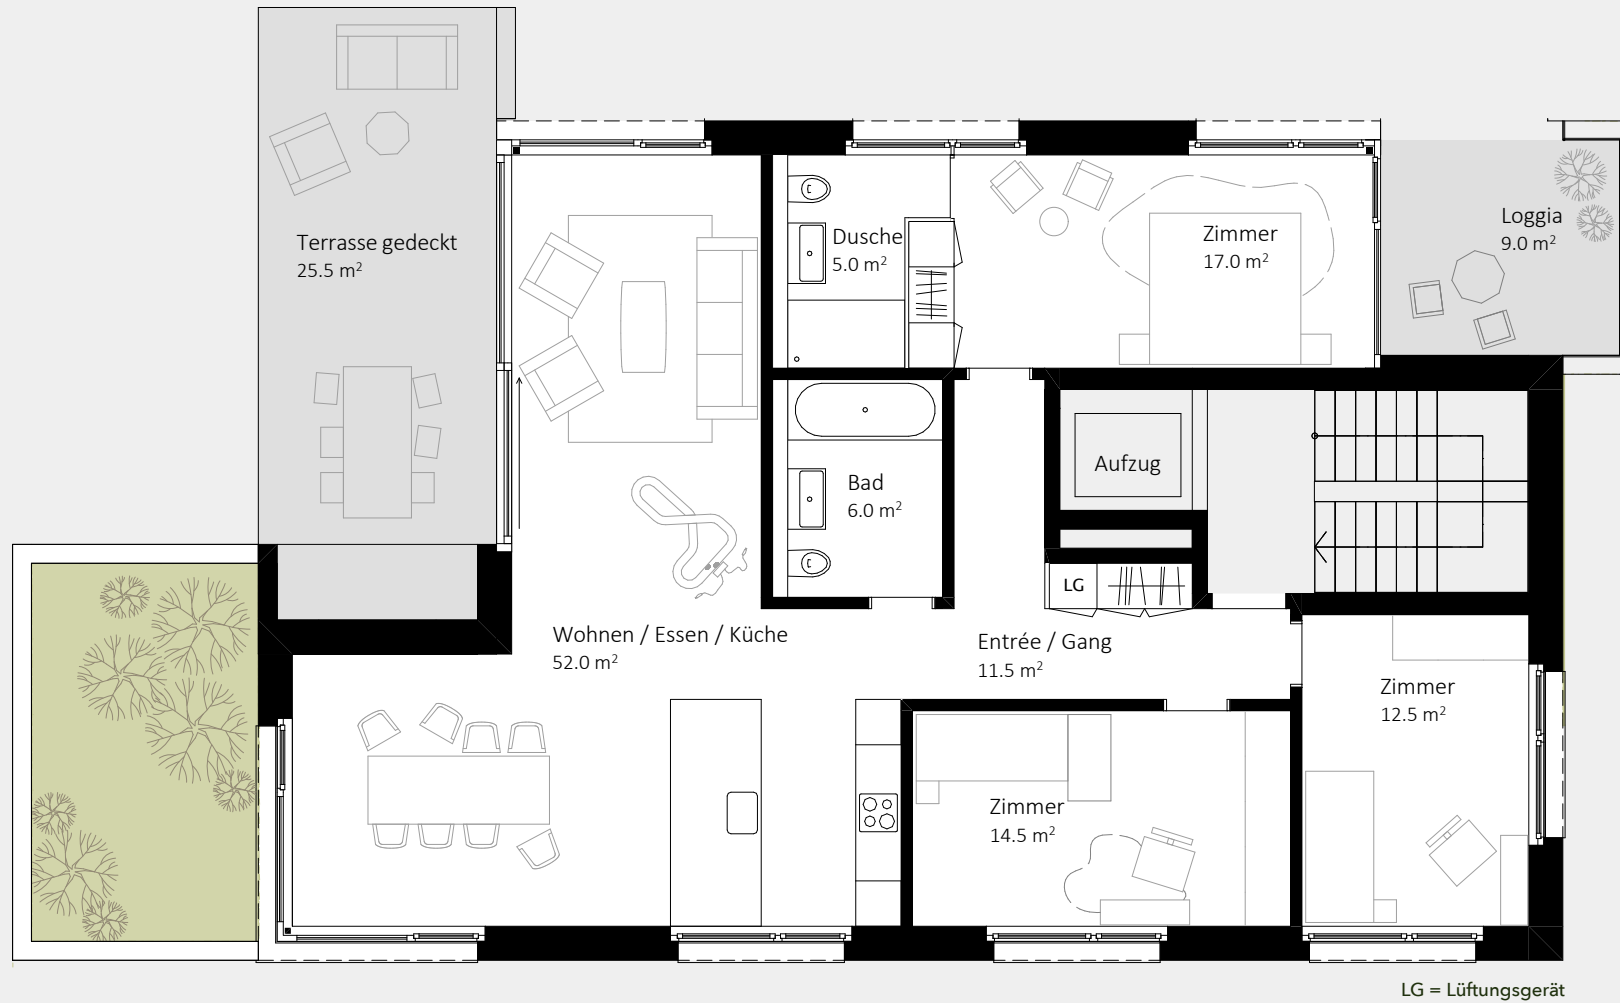 Terrasse gedeckt
25.5 m²
Dusche
5.0 m²
Zimmer
17.0 m²
Loggia
9.0 m²
Aufzug
Bad
6.0 m²
LG
Wohnen / Essen / Küche
52.0 m²
Entrée / Gang
11.5 m²
Zimmer
12.5 m²
Zimmer
14.5 m²
LG = Lüftungsgerät